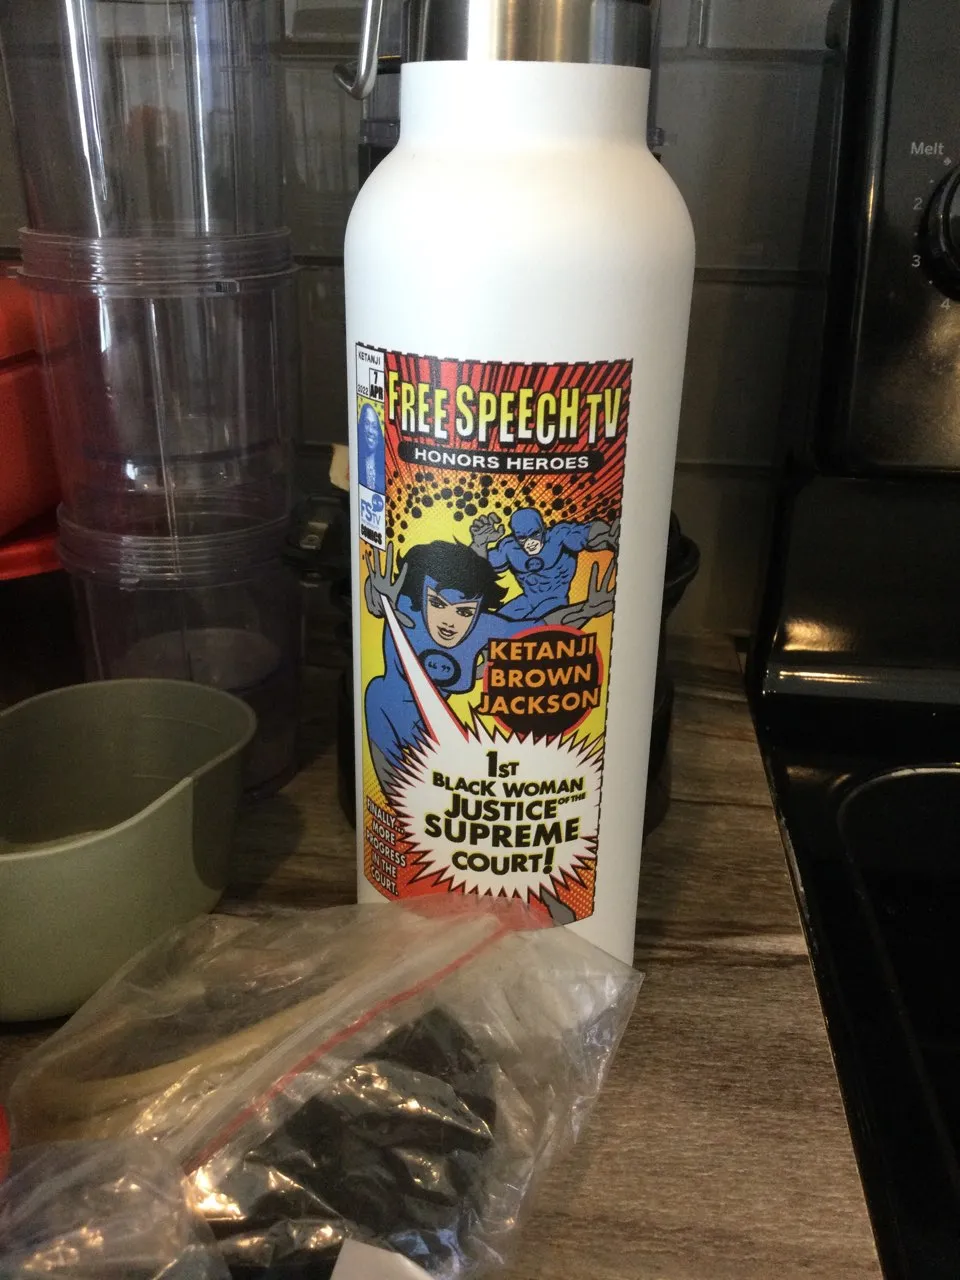 KETANJI
7
APR
2022
FREE SPEECH TV
HONORS HEROES
FSTV
COMICS
KETANJI
BROWN
JACKSON
1ST
BLACK WOMAN
JUSTICE OF THE
SUPREME
COURT!
FINALLY...
MORE
PROGRESS
IN THE
COURT.
Melt
2
3
4